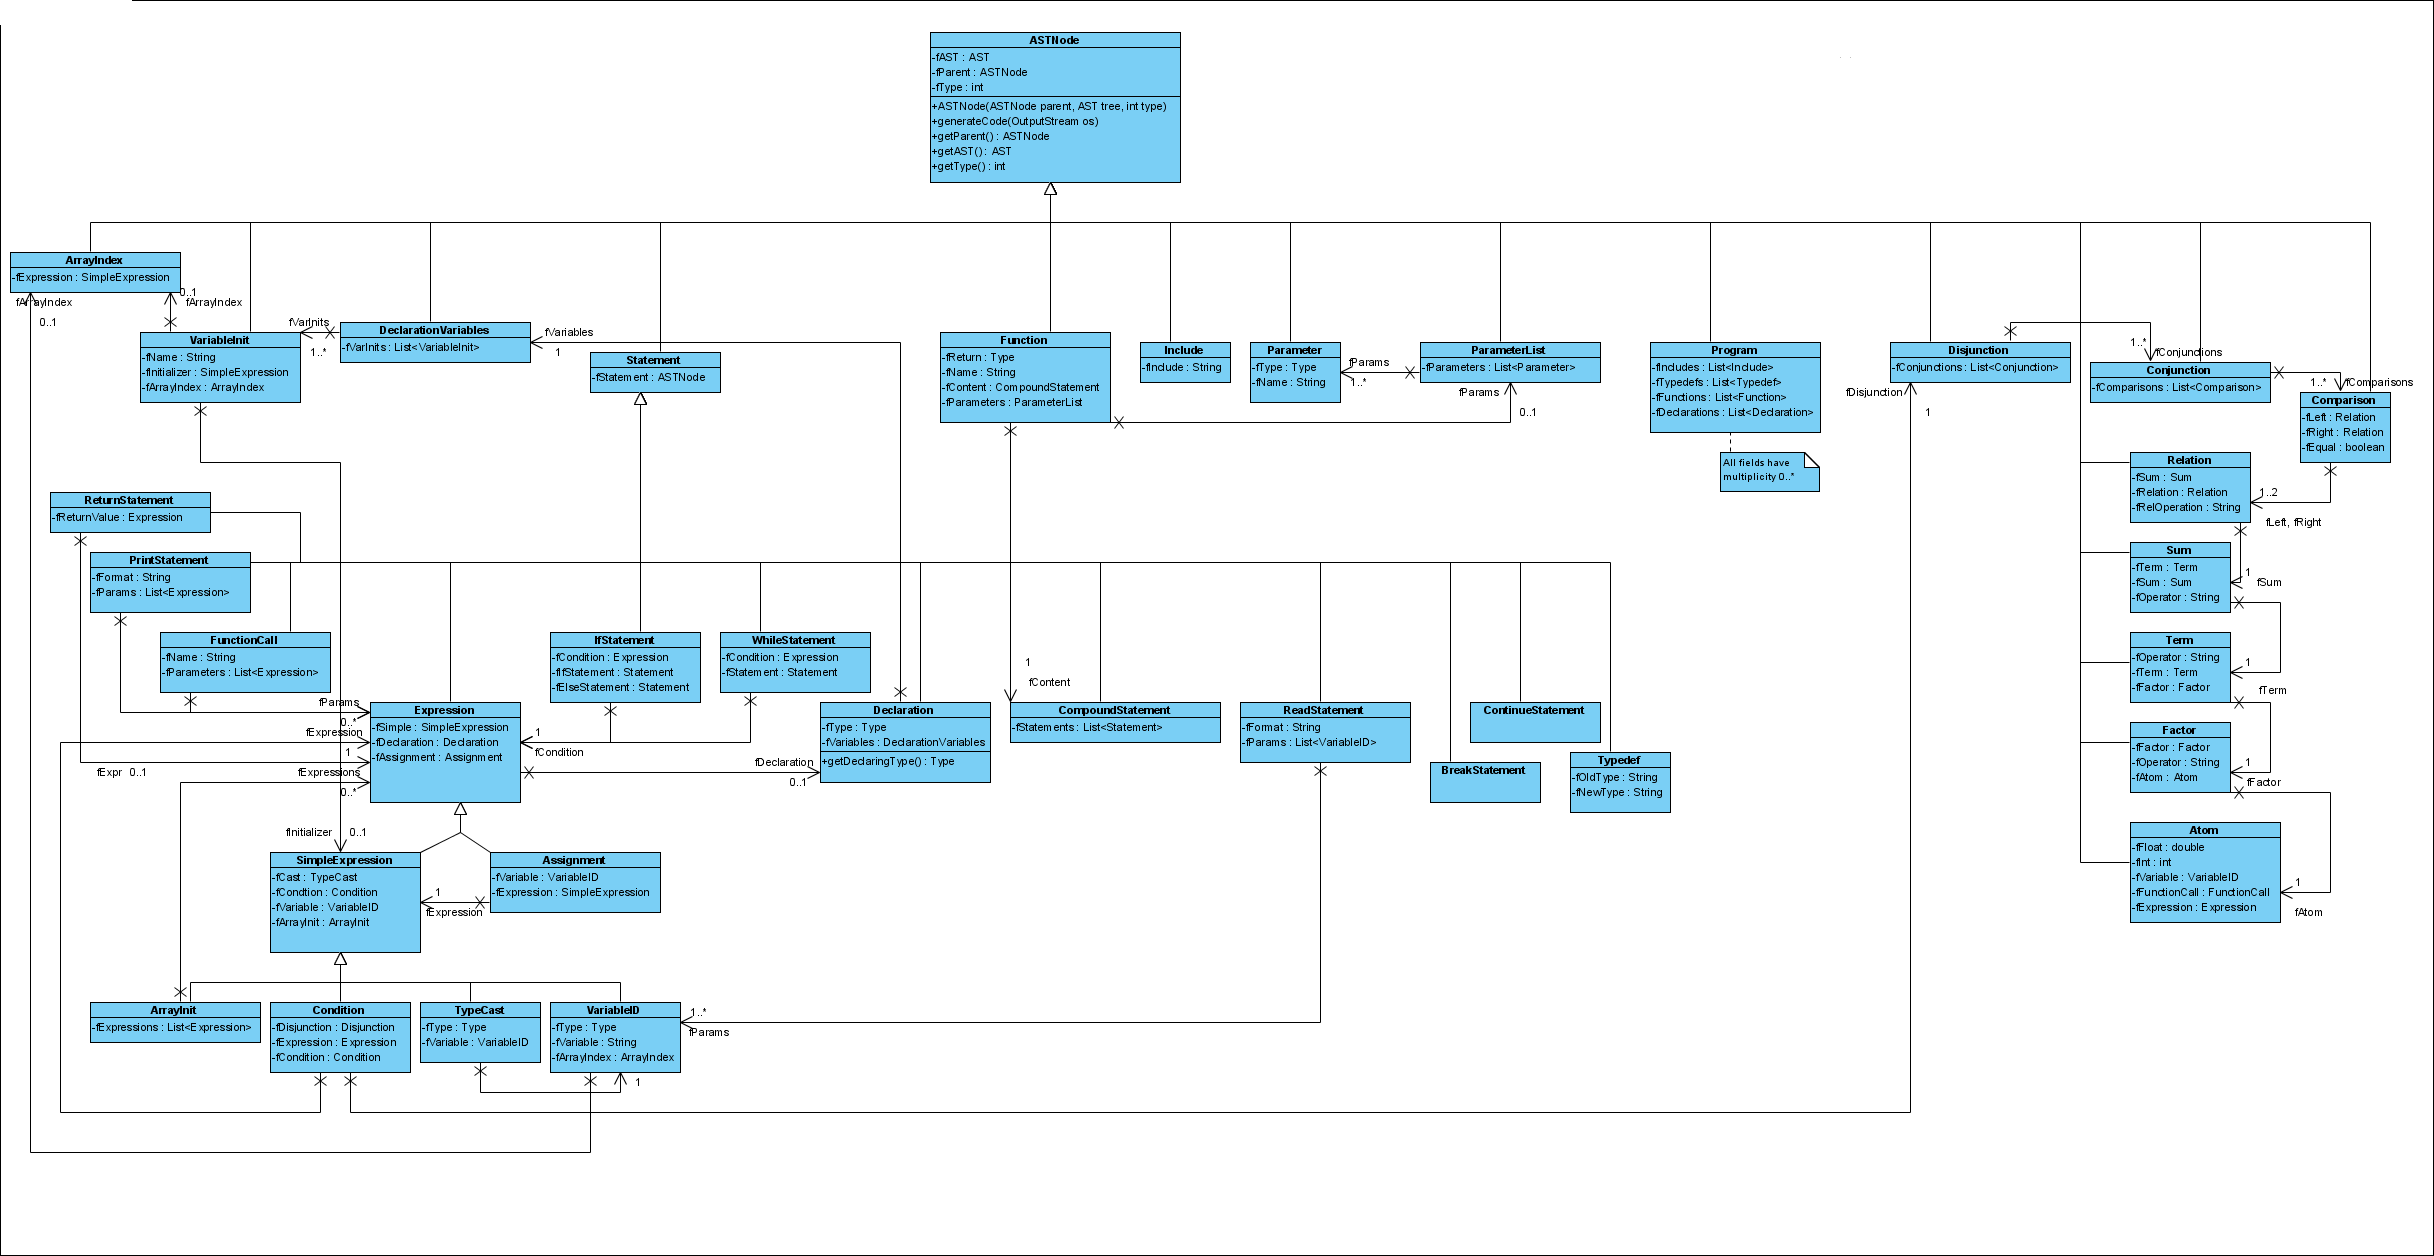 ASTNode
-fAST : AST
-fParent : ASTNode
-fType : int
+ASTNode(ASTNode parent, AST tree, int type)
+generateCode(OutputStream os)
+getParent() : ASTNode
+getAST() : AST
+getType() : int
ArrayIndex
-fExpression : SimpleExpression
fArrayIndex
0..1
0..1
fArrayIndex
VariableInit
-fName : String
-fInitializer : SimpleExpression
-fArrayIndex : ArrayIndex
fVarInits
1..*
DeclarationVariables
-fVarInits : List<VariableInit>
fVariables
1
Statement
-fStatement : ASTNode
Function
-fReturn : Type
-fName : String
-fContent : CompoundStatement
-fParameters : ParameterList
Include
-fInclude : String
Parameter
-fType : Type
-fName : String
fParams
1..*
ParameterList
-fParameters : List<Parameter>
fParams
0..1
Program
-fIncludes : List<Include>
-fTypedefs : List<Typedef>
-fFunctions : List<Function>
-fDeclarations : List<Declaration>
All fields have
multiplicity 0..*
Disjunction
-fConjunctions : List<Conjunction>
fDisjunction
1
1..*
fConjunctions
Conjunction
-fComparisons : List<Comparison>
1..*
fComparisons
Comparison
-fLeft : Relation
-fRight : Relation
-fEqual : boolean
Relation
-fSum : Sum
-fRelation : Relation
-fRelOperation : String
1..2
fLeft, fRight
Sum
-fTerm : Term
-fSum : Sum
-fOperator : String
1
fSum
Term
-fOperator : String
-fTerm : Term
-fFactor : Factor
1
fTerm
Factor
-fFactor : Factor
-fOperator : String
-fAtom : Atom
1
fFactor
Atom
-fFloat : double
-fInt : int
-fVariable : VariableID
-fFunctionCall : FunctionCall
-fExpression : Expression
1
fAtom
ReturnStatement
-fReturnValue : Expression
PrintStatement
-fFormat : String
-fParams : List<Expression>
FunctionCall
-fName : String
-fParameters : List<Expression>
fParams
0..*
fExpression
1
fExpr 0..1
fExpressions
0..*
Expression
-fSimple : SimpleExpression
-fDeclaration : Declaration
-fAssignment : Assignment
IfStatement
-fCondition : Expression
-fIfStatement : Statement
-fElseStatement : Statement
WhileStatement
-fCondition : Expression
-fStatement : Statement
1
fCondition
fDeclaration
0..1
Declaration
-fType : Type
-fVariables : DeclarationVariables
+getDeclaringType() : Type
1
fContent
CompoundStatement
-fStatements : List<Statement>
ReadStatement
-fFormat : String
-fParams : List<VariableID>
ContinueStatement
BreakStatement
Typedef
-fOldType : String
-fNewType : String
fInitializer
0..1
SimpleExpression
-fCast : TypeCast
-fCondtion : Condition
-fVariable : VariableID
-fArrayInit : ArrayInit
Assignment
-fVariable : VariableID
-fExpression : SimpleExpression
1
fExpression
ArrayInit
-fExpressions : List<Expression>
Condition
-fDisjunction : Disjunction
-fExpression : Expression
-fCondition : Condition
TypeCast
-fType : Type
-fVariable : VariableID
VariableID
-fType : Type
-fVariable : String
-fArrayIndex : ArrayIndex
1..*
fParams
1